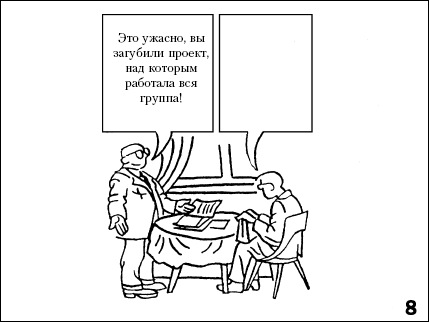 Это ужасно, вы
загубили проект,
над которым
работала вся
группа!
8